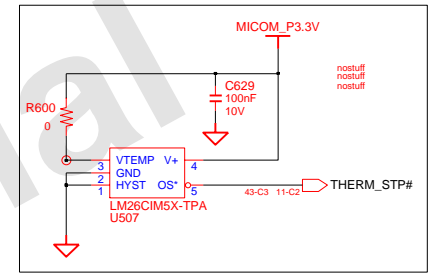 MICOM_P3.3V
nostuff
nostuff
nostuff
C629
100nF
10V
R600
0
VTEMP V+
3 4
GND
2
HYST OS*
1 5
LM26CIM5X-TPA
U507
43-C3 11-C2
THERM_STP#